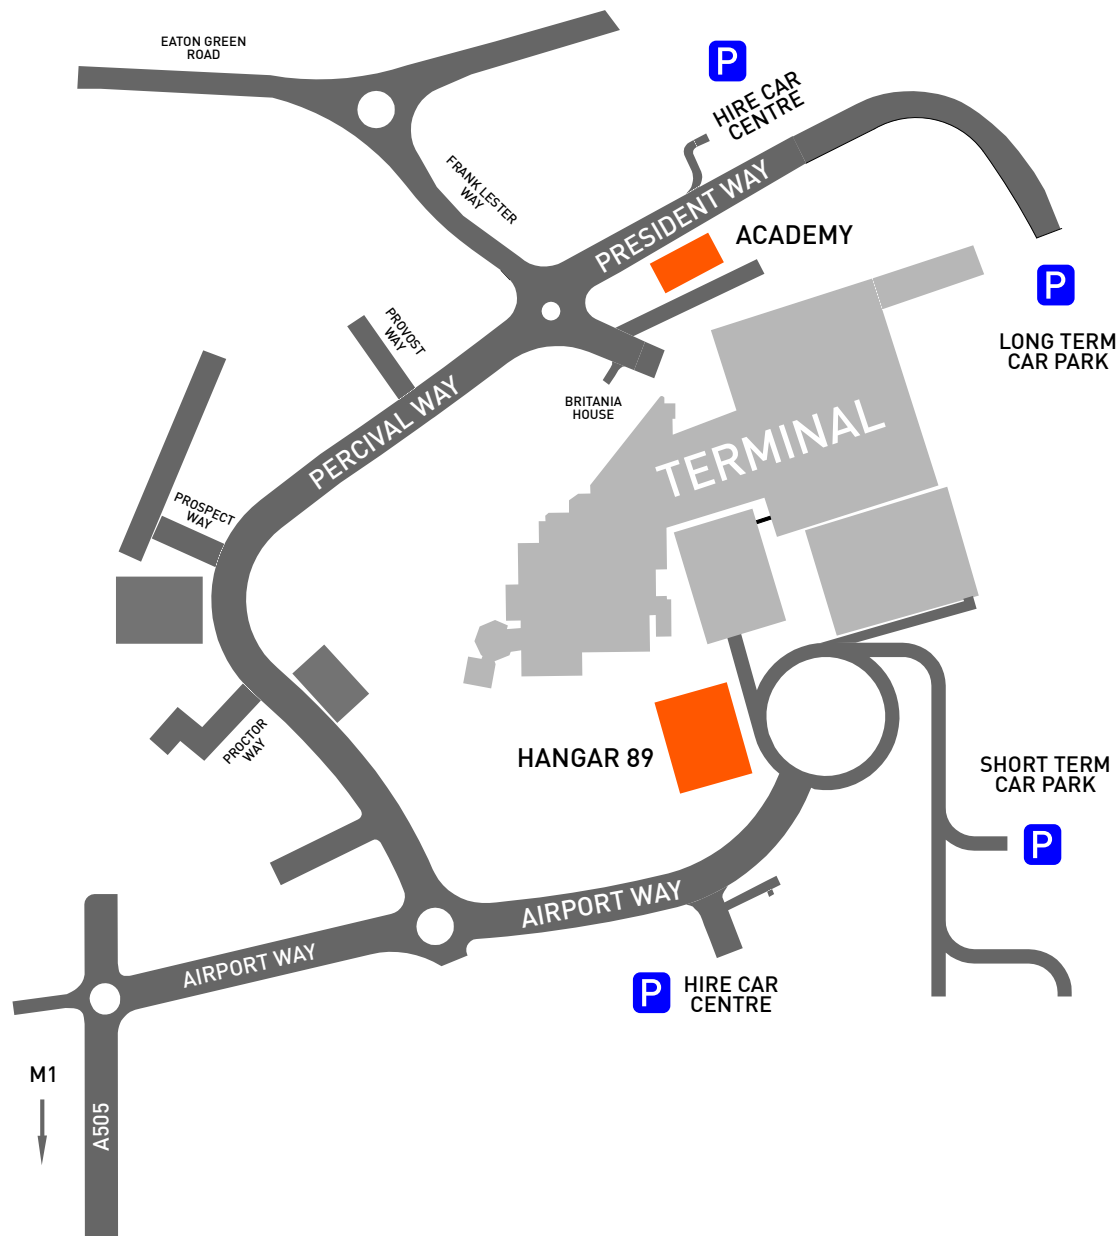 EATON GREEN
ROAD
P
HIRE CAR
CENTRE
FRANK LESTER
WAY
PRESIDENT WAY
ACADEMY
P
LONG TERM
CAR PARK
PROVOST
WAY
BRITANIA
HOUSE
PERCIVAL WAY
TERMINAL
PROSPECT
WAY
PROCTOR
WAY
HANGAR 89
SHORT TERM
CAR PARK
P
AIRPORT WAY
AIRPORT WAY
P
HIRE CAR
CENTRE
M1
A505